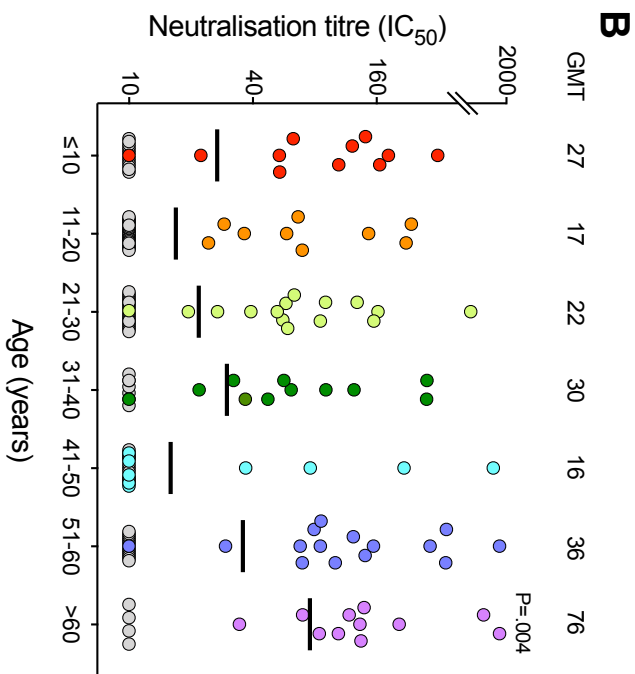 B
GMT 27 17 22 30 16 36 76
P=.004
Neutralisation titre (IC50)
2000
160
40
10
≤10 11-20 21-30 31-40 41-50 51-60 >60
Age (years)